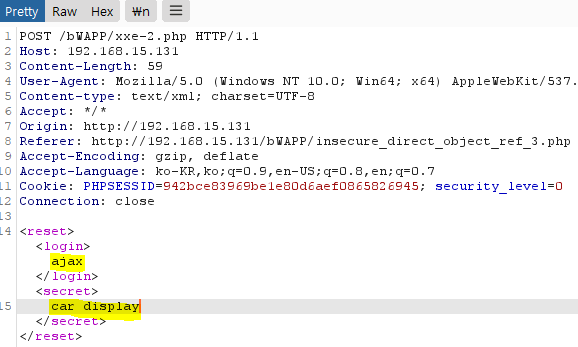 Pretty Raw Hex \n
1 POST /bWAPP/xxe-2.php HTTP/1.1
2 Host: 192.168.15.131
3 Content-Length: 59
4 User-Agent: Mozilla/5.0 (Windows NT 10.0; Win64; x64) AppleWebKit/537.
5 Content-type: text/xml; charset=UTF-8
6 Accept: */*
7 Origin: http://192.168.15.131
8 Referer: http://192.168.15.131/bWAPP/insecure_direct_object_ref_3.php
9 Accept-Encoding: gzip, deflate
10 Accept-Language: ko-KR,ko;q=0.9,en-US;q=0.8,en;q=0.7
11 Cookie: PHPSESSID=942bce83969be1e80d6aef0865826945; security_level=0
12 Connection: close
14 <reset>
<login>
ajax
</login>
<secret>
15 car display
</secret>
</reset>